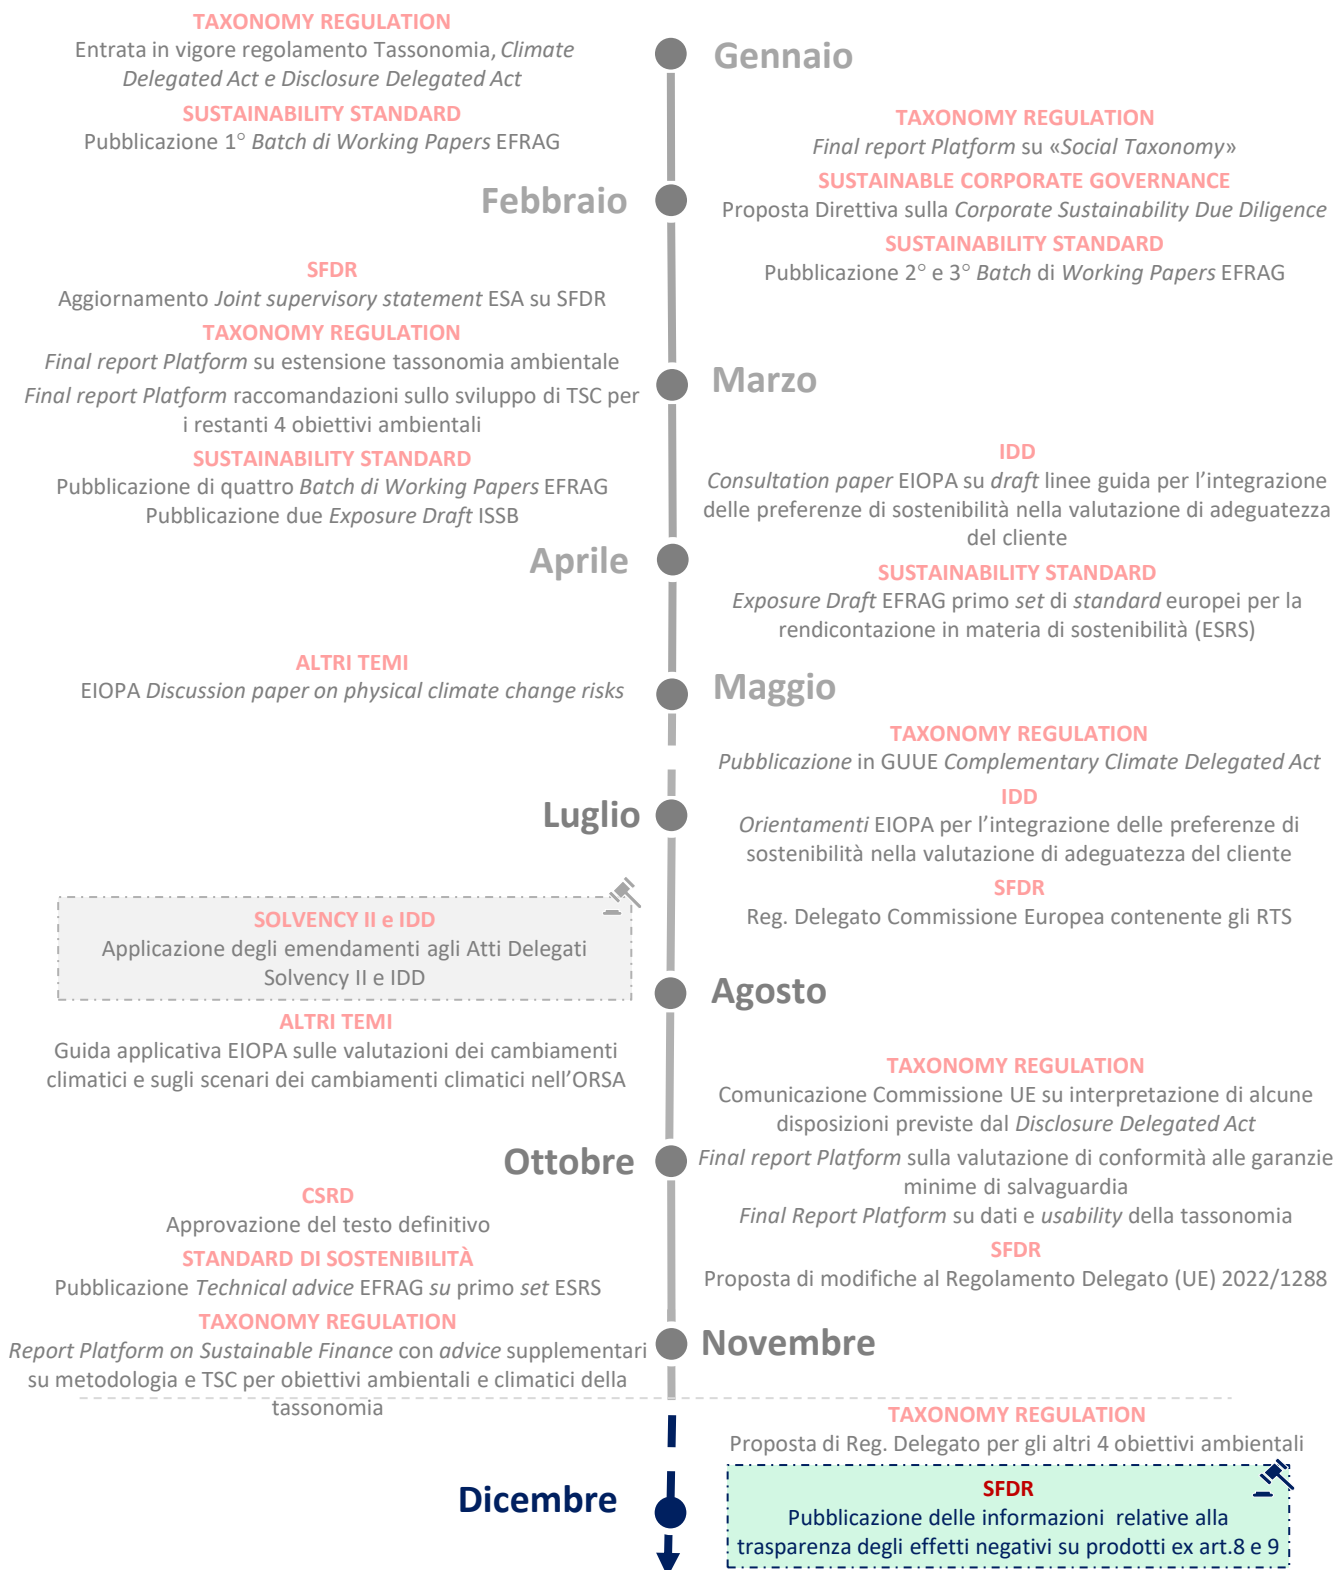 TAXONOMY REGULATION
Entrata in vigore regolamento Tassonomia, Climate
Delegated Act e Disclosure Delegated Act
SUSTAINABILITY STANDARD
Pubblicazione 1° Batch di Working Papers EFRAG
Gennaio
TAXONOMY REGULATION
Final report Platform su «Social Taxonomy»
SUSTAINABLE CORPORATE GOVERNANCE
Proposta Direttiva sulla Corporate Sustainability Due Diligence
SUSTAINABILITY STANDARD
Pubblicazione 2° e 3° Batch di Working Papers EFRAG
Febbraio
SFDR
Aggiornamento Joint supervisory statement ESA su SFDR
TAXONOMY REGULATION
Final report Platform su estensione tassonomia ambientale
Final report Platform raccomandazioni sullo sviluppo di TSC per
i restanti 4 obiettivi ambientali
SUSTAINABILITY STANDARD
Pubblicazione di quattro Batch di Working Papers EFRAG
Pubblicazione due Exposure Draft ISSB
Marzo
IDD
Consultation paper EIOPA su draft linee guida per l’integrazione
delle preferenze di sostenibilità nella valutazione di adeguatezza
del cliente
SUSTAINABILITY STANDARD
Exposure Draft EFRAG primo set di standard europei per la
rendicontazione in materia di sostenibilità (ESRS)
Aprile
ALTRI TEMI
EIOPA Discussion paper on physical climate change risks
Maggio
TAXONOMY REGULATION
Pubblicazione in GUUE Complementary Climate Delegated Act
IDD
Orientamenti EIOPA per l’integrazione delle preferenze di
sostenibilità nella valutazione di adeguatezza del cliente
SFDR
Reg. Delegato Commissione Europea contenente gli RTS
Luglio
SOLVENCY II e IDD
Applicazione degli emendamenti agli Atti Delegati
Solvency II e IDD
ALTRI TEMI
Guida applicativa EIOPA sulle valutazioni dei cambiamenti
climatici e sugli scenari dei cambiamenti climatici nell’ORSA
Agosto
TAXONOMY REGULATION
Comunicazione Commissione UE su interpretazione di alcune
disposizioni previste dal Disclosure Delegated Act
Final report Platform sulla valutazione di conformità alle garanzie
minime di salvaguardia
Final Report Platform su dati e usability della tassonomia
SFDR
Proposta di modifiche al Regolamento Delegato (UE) 2022/1288
Ottobre
CSRD
Approvazione del testo definitivo
STANDARD DI SOSTENIBILITÀ
Pubblicazione Technical advice EFRAG su primo set ESRS
TAXONOMY REGULATION
Report Platform on Sustainable Finance con advice supplementari
su metodologia e TSC per obiettivi ambientali e climatici della
tassonomia
Novembre
TAXONOMY REGULATION
Proposta di Reg. Delegato per gli altri 4 obiettivi ambientali
SFDR
Pubblicazione delle informazioni relative alla
trasparenza degli effetti negativi su prodotti ex art.8 e 9
Dicembre